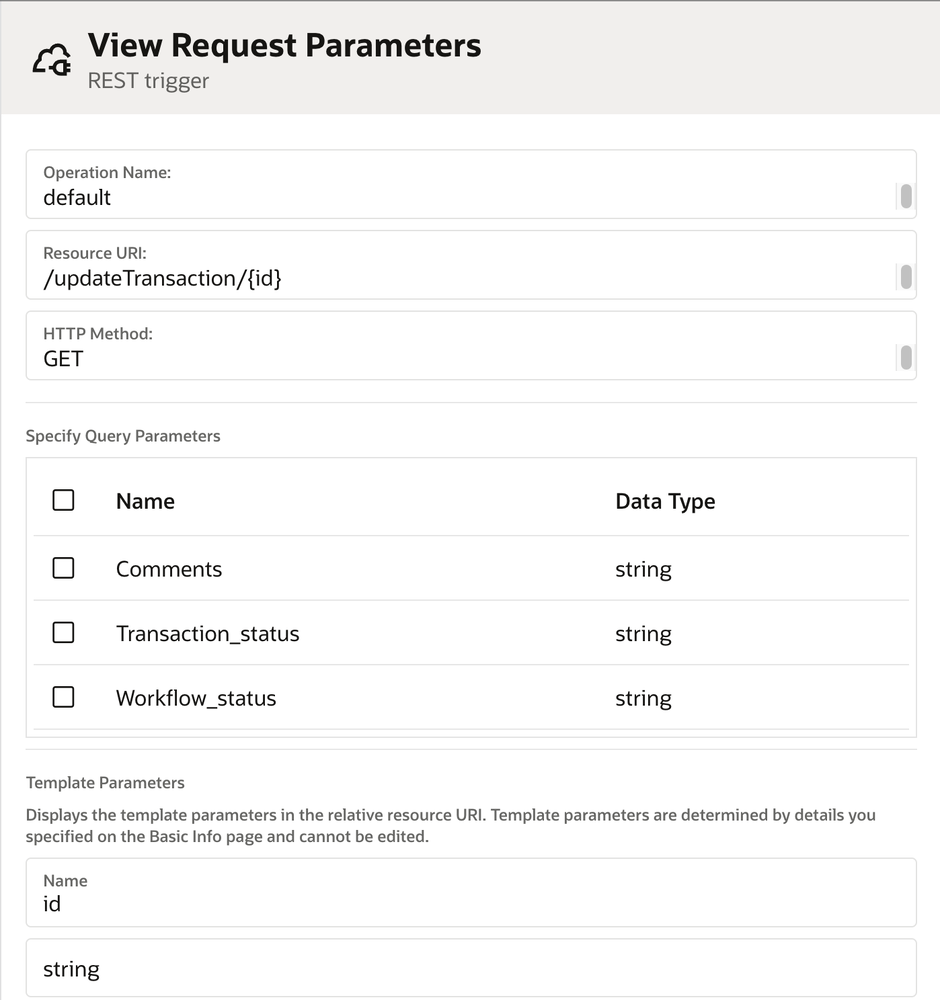 View Request Parameters
REST trigger
Operation Name:
default
Resource URI:
/updateTransaction/{id}
HTTP Method:
GET
Specify Query Parameters
Name Data Type
Comments string
Transaction_status string
Workflow_status string
Template Parameters
Displays the template parameters in the relative resource URI. Template parameters are determined by details you
specified on the Basic Info page and cannot be edited.
Name
id
string